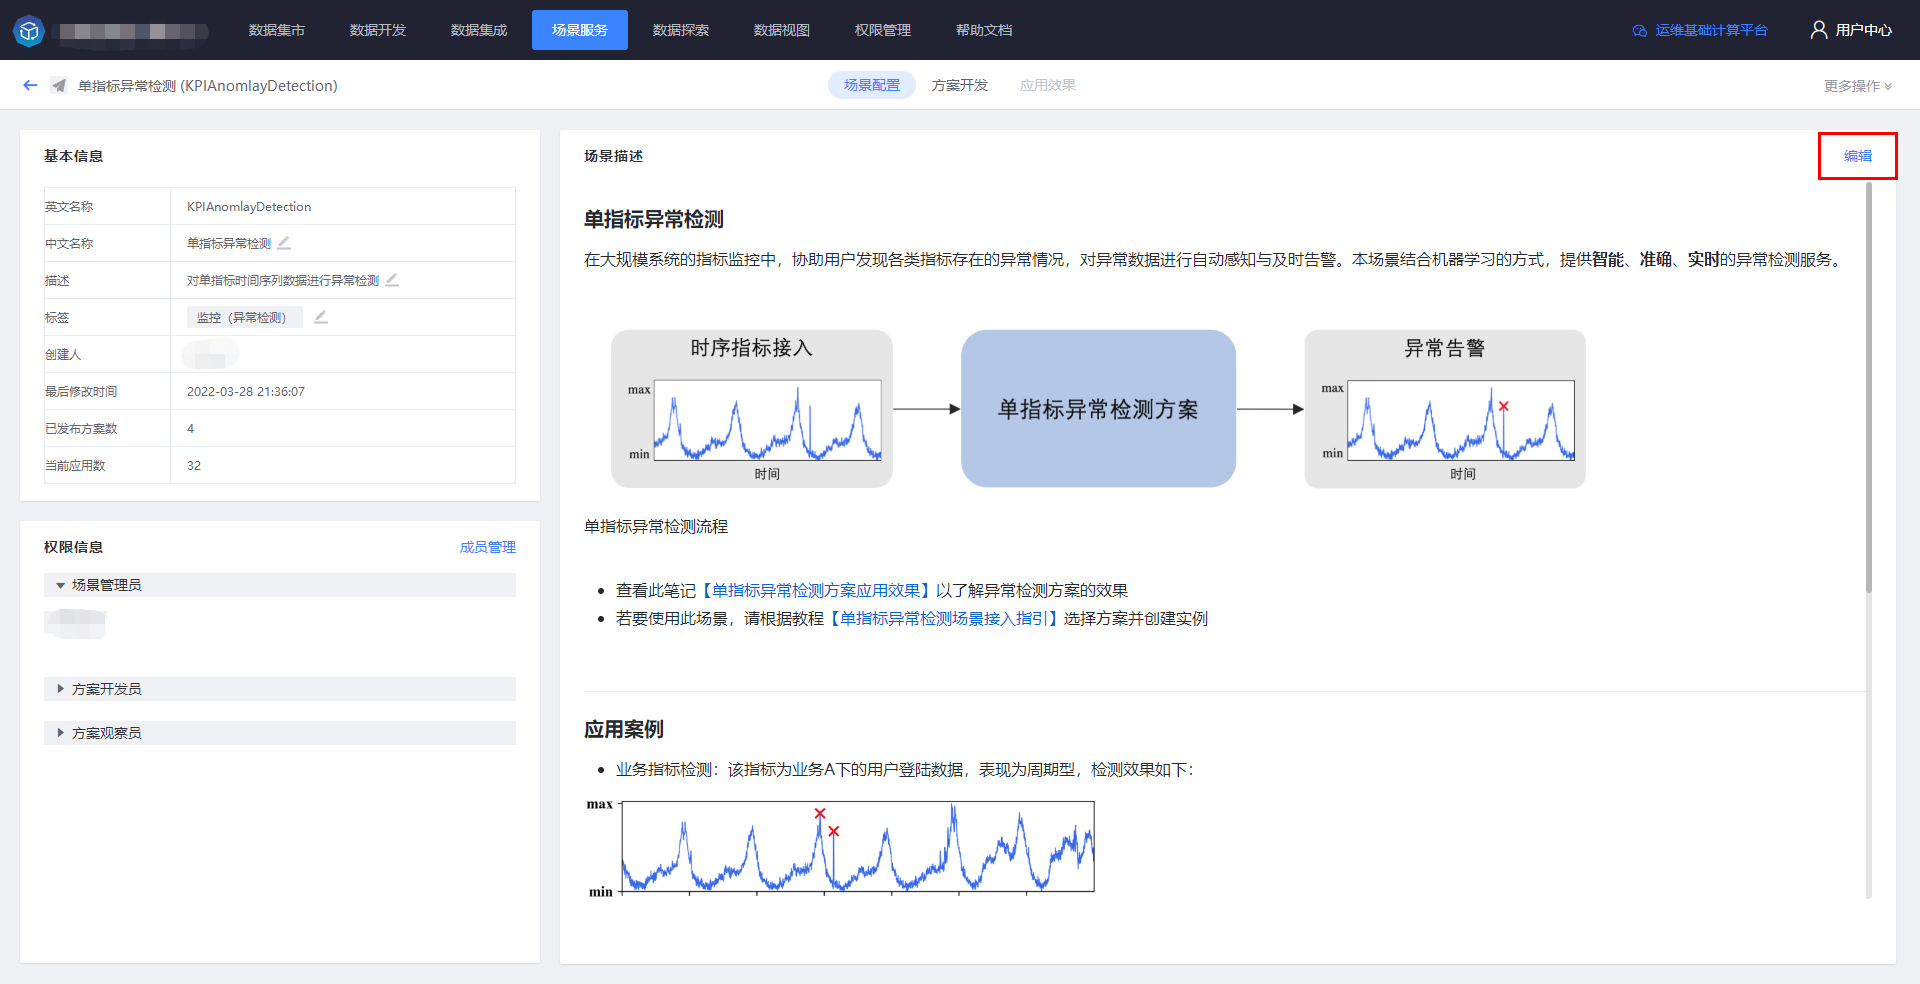 数据集市 数据开发 数据集成 场景服务 数据探索 数据视图 权限管理 帮助文档 运维基础计算平台 用户中心
单指标异常检测 (KPIAnomlayDetection) 场景配置 方案开发 应用效果 更多操作
基本信息
英文名称 KPIAnomlayDetection
中文名称 单指标异常检测
描述 对单指标时间序列数据进行异常检测
标签 监控（异常检测）
创建人
最后修改时间 2022-03-28 21:36:07
已发布方案数 4
当前应用数 32
权限信息 成员管理
场景管理员
方案开发员
方案观察员
场景描述 编辑
单指标异常检测
在大规模系统的指标监控中，协助用户发现各类指标存在的异常情况，对异常数据进行自动感知与及时告警。本场景结合机器学习的方式，提供智能、准确、实时的异常检测服务。
时序指标接入
max
min
时间
单指标异常检测方案
异常告警
max
min
时间
单指标异常检测流程
查看此笔记【单指标异常检测方案应用效果】以了解异常检测方案的效果
若要使用此场景，请根据教程【单指标异常检测场景接入指引】选择方案并创建实例
应用案例
业务指标检测：该指标为业务A下的用户登陆数据，表现为周期型，检测效果如下：
max
min